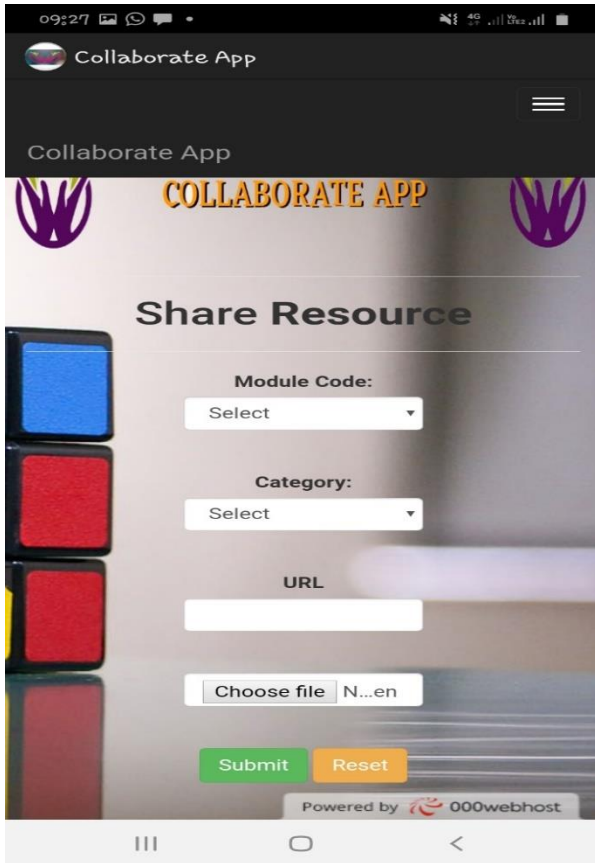 09:27
4G
Collaborate App
Collaborate App
COLLABORATE APP
Share Resource
Module Code:
Select
Category:
Select
URL
Choose file N...en
Submit Reset
Powered by 000webhost